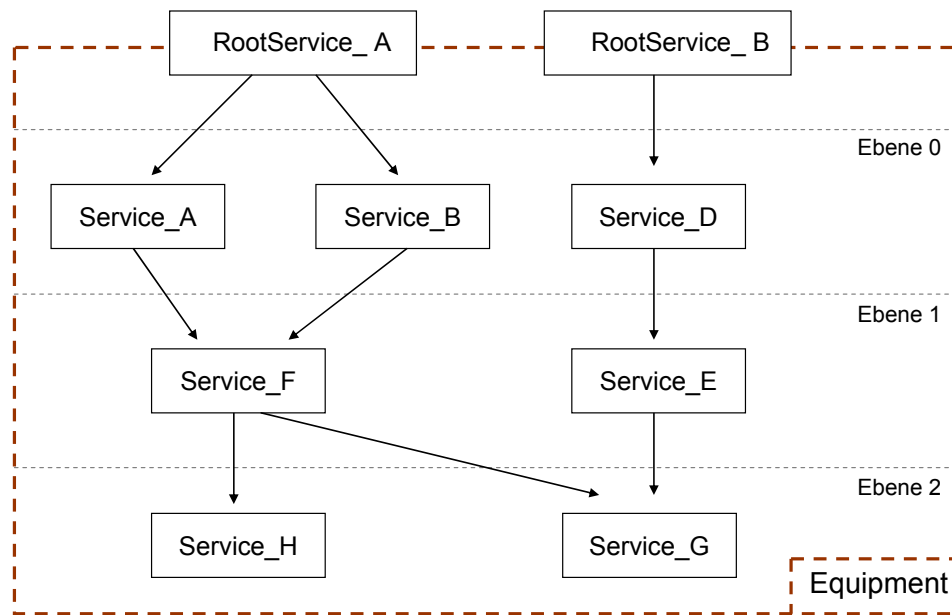 RootService_ A
RootService_ B
Ebene 0
Service_A
Service_B
Service_D
Ebene 1
Service_F
Service_E
Ebene 2
Service_H
Service_G
Equipment